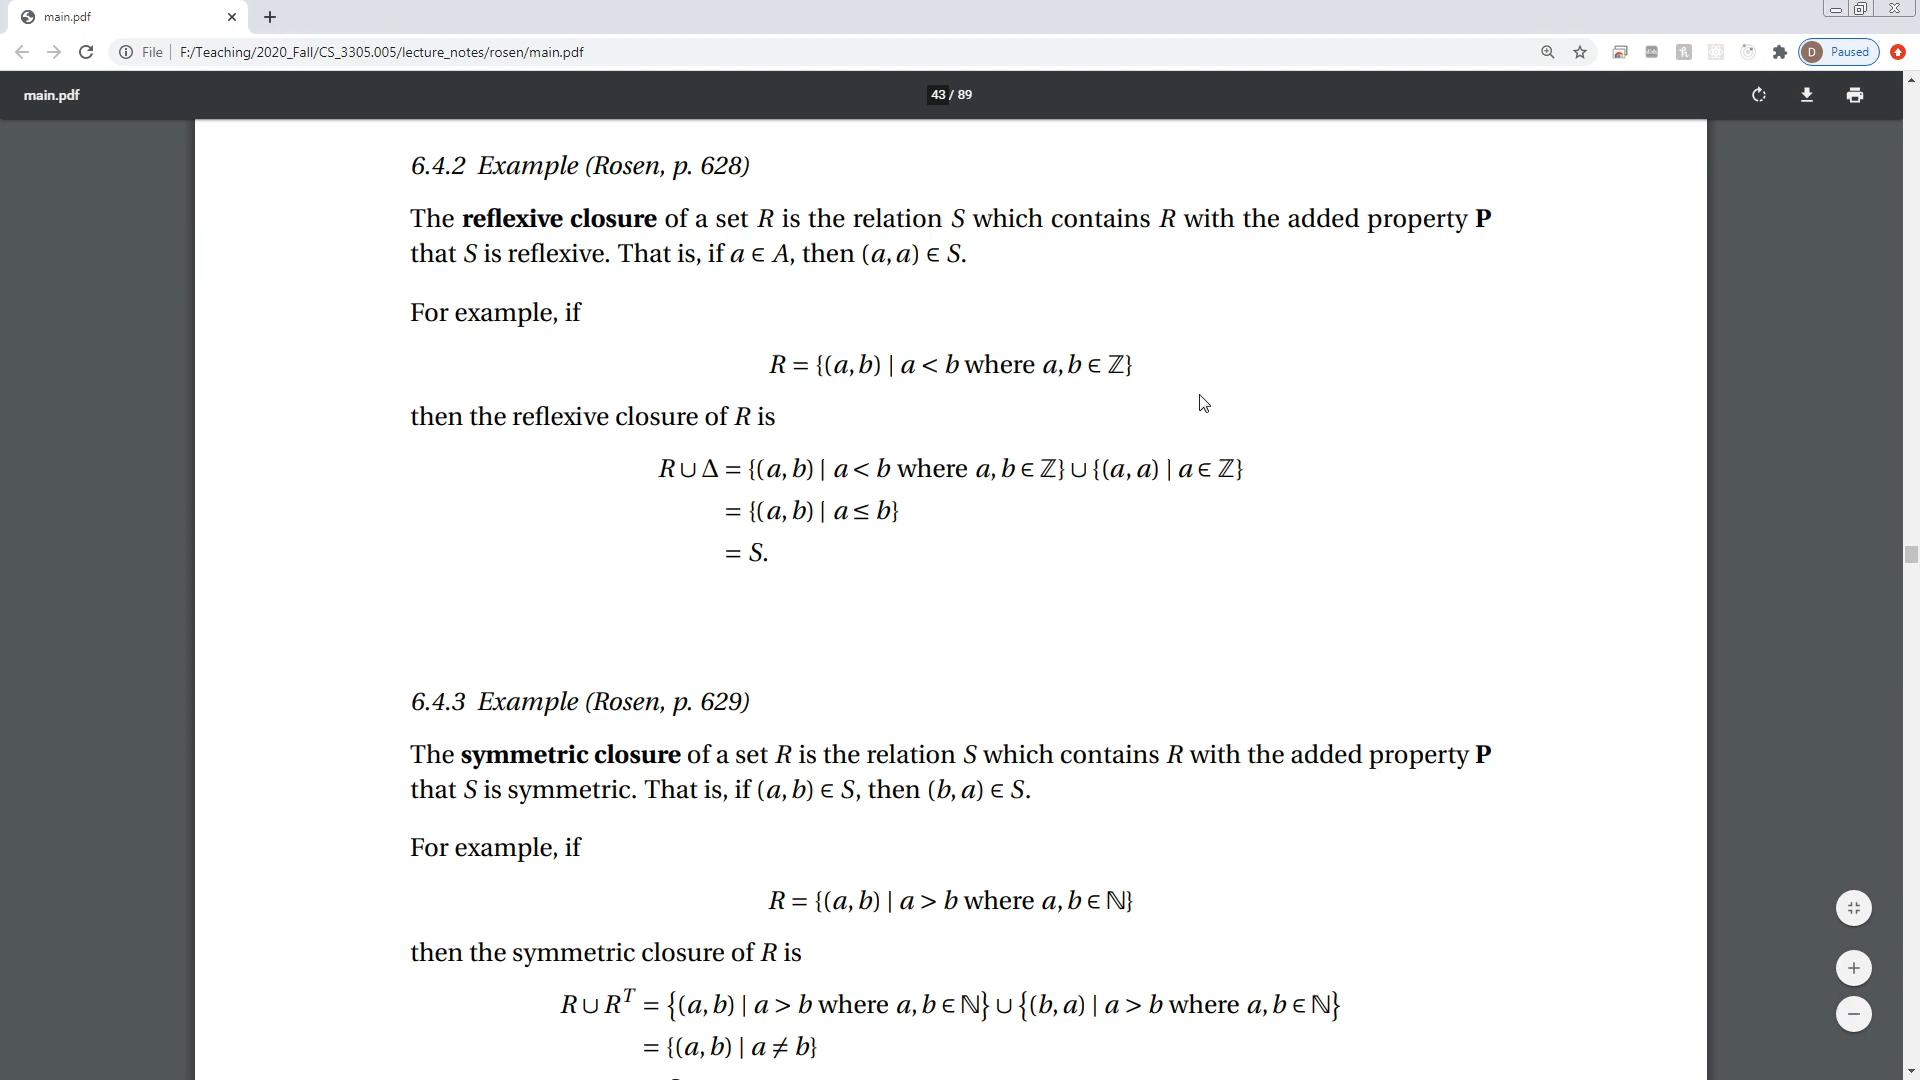 main.pdf
File | F:/Teaching/2020_Fall/CS_3305.005/lecture_notes/rosen/main.pdf
D Paused
main.pdf
43 / 89
6.4.2 Example (Rosen, p. 628)
The reflexive closure of a set R is the relation S which contains R with the added property P
that S is reflexive. That is, if a ∈ A, then (a, a) ∈ S.
For example, if
R = {(a, b) | a < b where a, b ∈ ℤ}
then the reflexive closure of R is
R ∪ Δ = {(a, b) | a < b where a, b ∈ ℤ} ∪ {(a, a) | a ∈ ℤ}
= {(a, b) | a ≤ b}
= S.
6.4.3 Example (Rosen, p. 629)
The symmetric closure of a set R is the relation S which contains R with the added property P
that S is symmetric. That is, if (a, b) ∈ S, then (b, a) ∈ S.
For example, if
R = {(a, b) | a > b where a, b ∈ ℕ}
then the symmetric closure of R is
R ∪ Rᵀ = {(a, b) | a > b where a, b ∈ ℕ} ∪ {(b, a) | a > b where a, b ∈ ℕ}
= {(a, b) | a ≠ b}